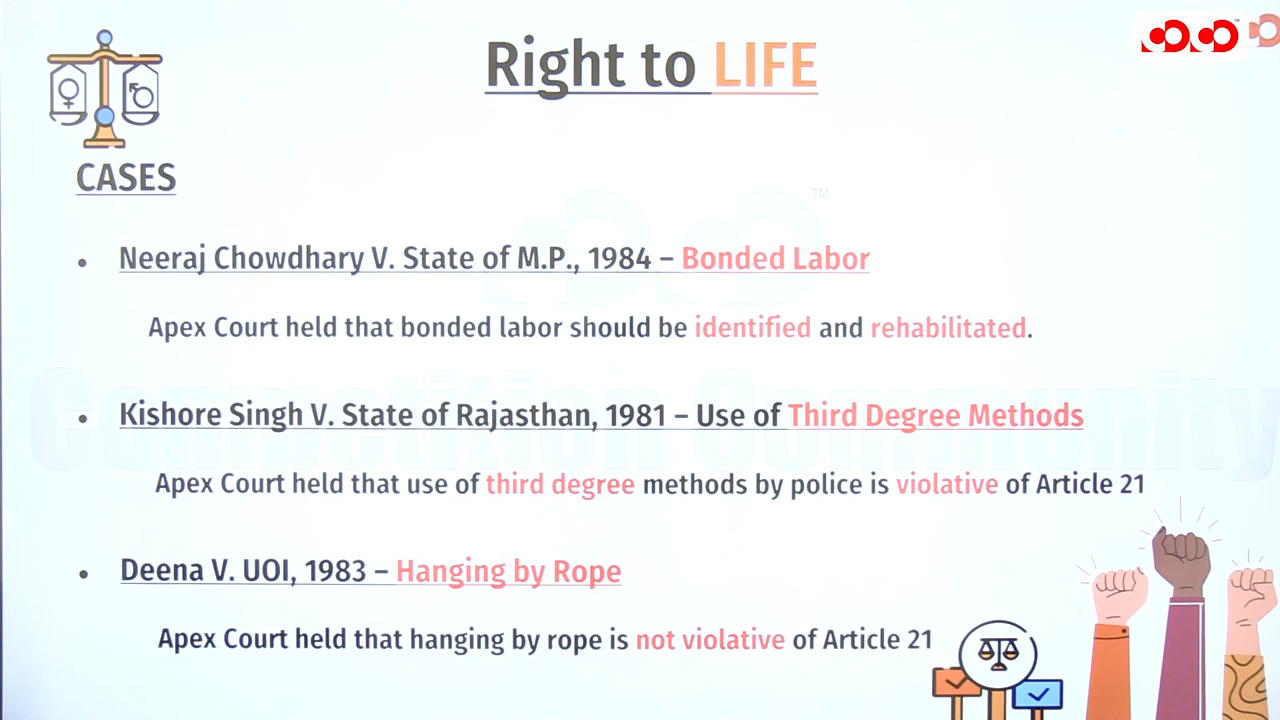 Right to LIFE
CASES
• Neeraj Chowdhary V. State of M.P., 1984 – Bonded Labor
Apex Court held that bonded labor should be identified and rehabilitated.
• Kishore Singh V. State of Rajasthan, 1981 – Use of Third Degree Methods
Apex Court held that use of third degree methods by police is violative of Article 21
• Deena V. UOI, 1983 – Hanging by Rope
Apex Court held that hanging by rope is not violative of Article 21
Competition Community
TM